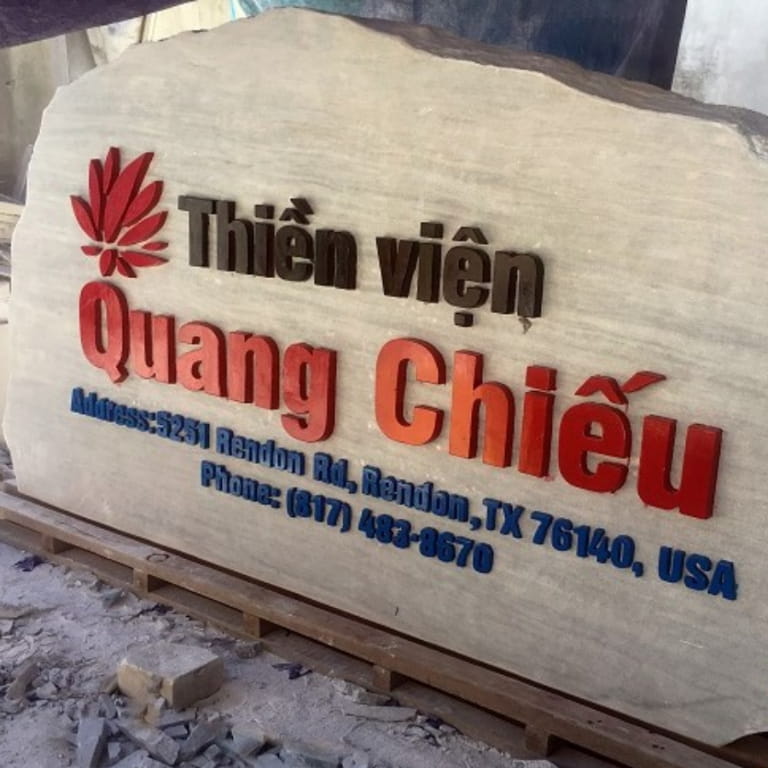 Thiền viện
Quang Chiếu
Address:5251 Rendon Rd, Rendon, TX 76140, USA
Phone: (817) 483-8670